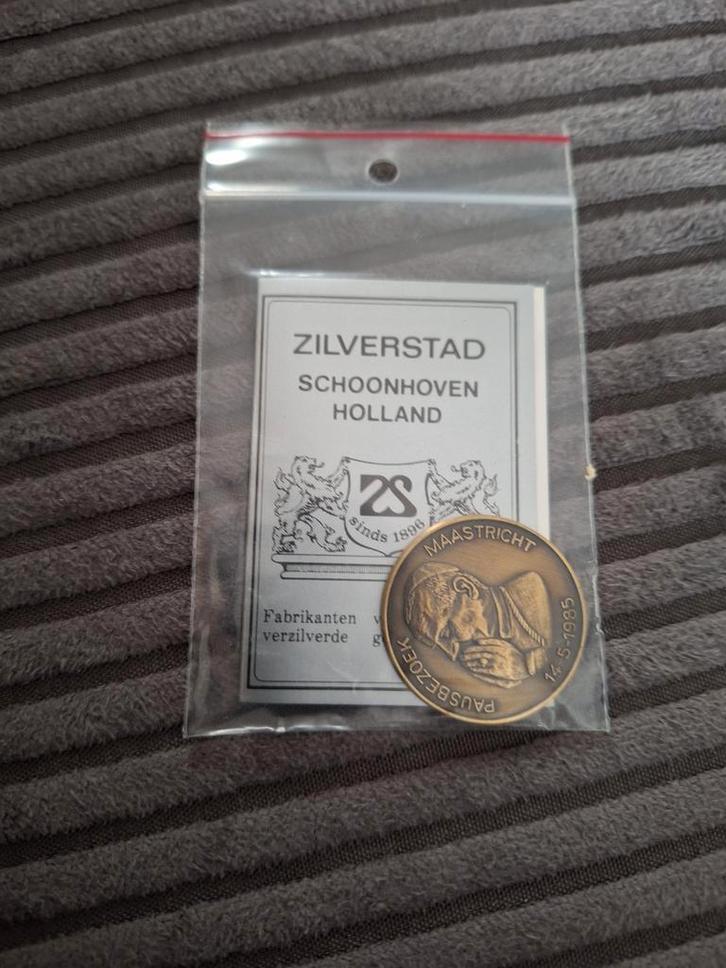 ZILVERSTAD
SCHOONHOVEN
HOLLAND
ZS
sinds 1896
Fabrikanten v
verzilverde g
MAASTRICHT
PAUSBEZOEK
14-5-1985